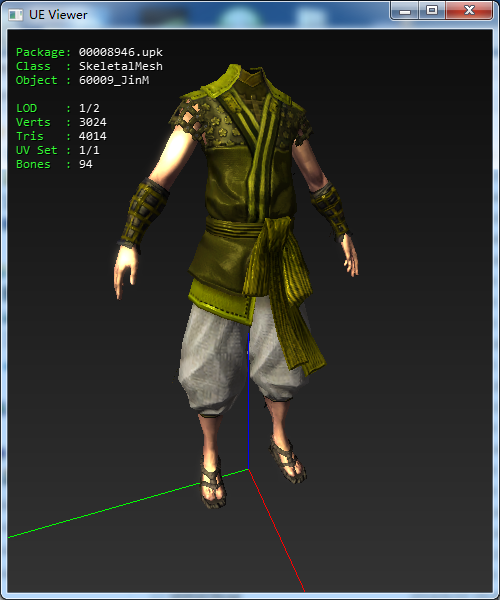 UE Viewer
Package: 00008946.upk
Class  : SkeletalMesh
Object : 60009_JinM
LOD    : 1/2
Verts  : 3024
Tris   : 4014
UV Set : 1/1
Bones  : 94